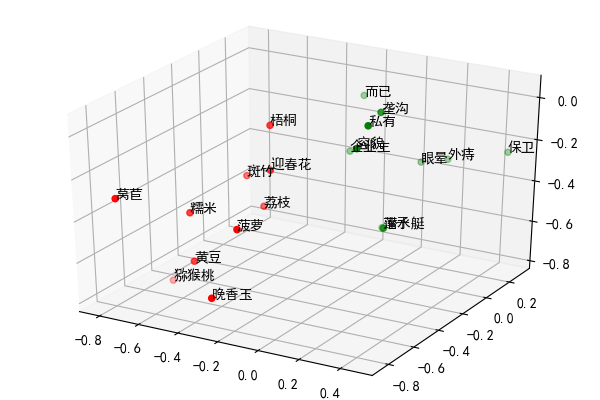 而已
垄沟
私有
梧桐
容貌
保卫
外痔
眼晕
迎春花
斑竹
莴苣
荔枝
糯米
菠萝
黄豆
猕猴桃
晚香玉
0.0
-0.2
-0.4
-0.6
-0.8
0.2
0.0
-0.2
-0.4
-0.6
-0.8
-0.8
-0.6
-0.4
-0.2
0.0
0.2
0.4